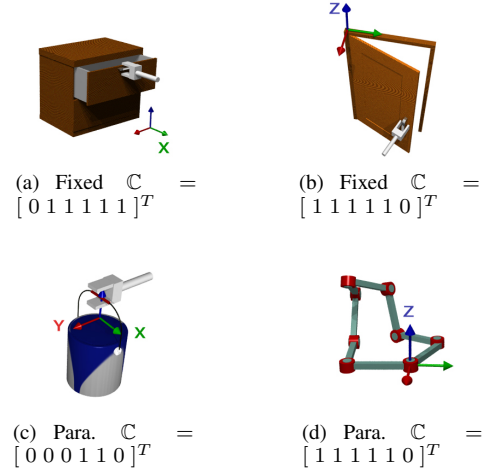 X
Z
(a) Fixed ℂ =
[ 0 1 1 1 1 1 ]^T
(b) Fixed ℂ =
[ 1 1 1 1 1 0 ]^T
Y
X
Z
(c) Para. ℂ =
[ 0 0 0 1 1 0 ]^T
(d) Para. ℂ =
[ 1 1 1 1 1 0 ]^T